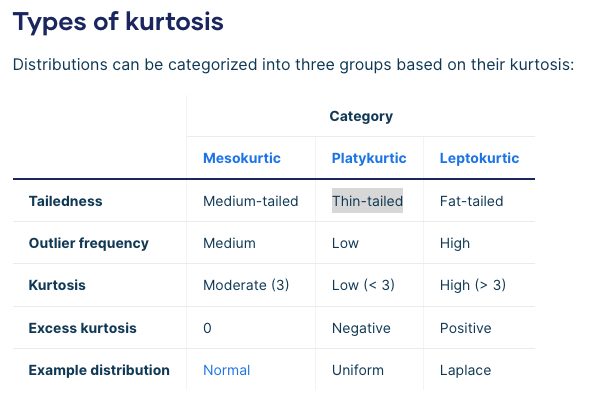 Types of kurtosis
Distributions can be categorized into three groups based on their kurtosis:
Category
Mesokurtic Platykurtic Leptokurtic
Tailedness Medium-tailed Thin-tailed Fat-tailed
Outlier frequency Medium Low High
Kurtosis Moderate (3) Low (< 3) High (> 3)
Excess kurtosis 0 Negative Positive
Example distribution Normal Uniform Laplace